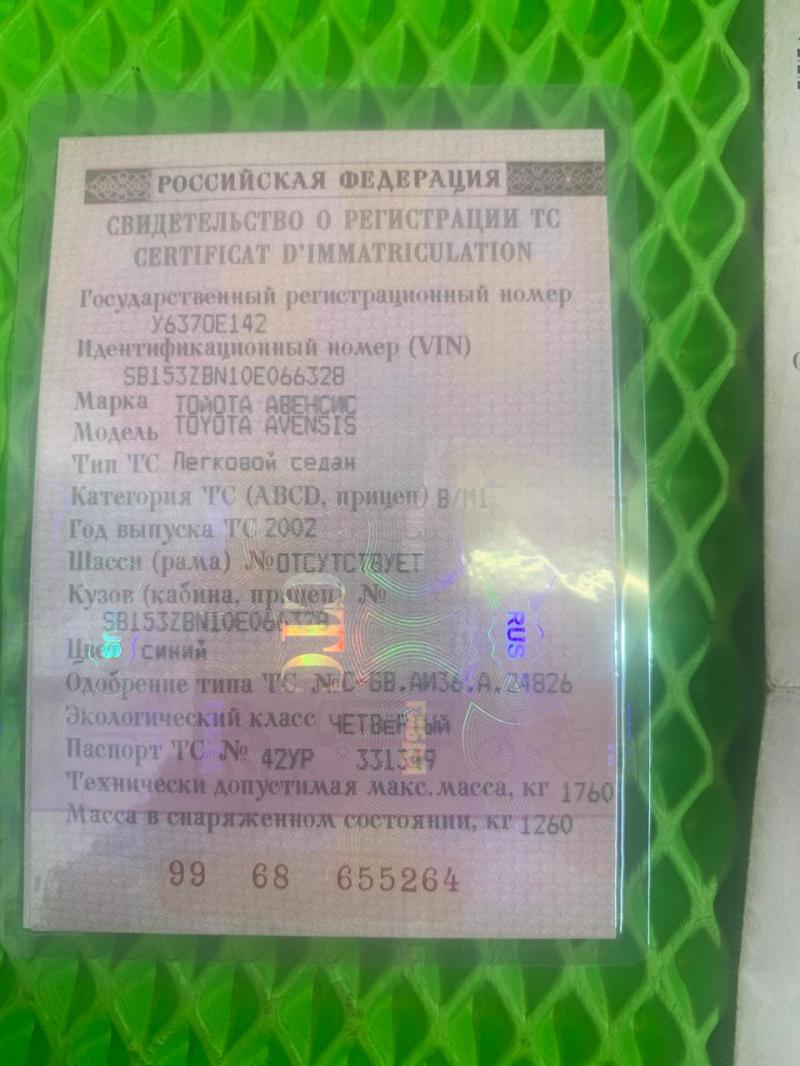 РОССИЙСКАЯ ФЕДЕРАЦИЯ
СВИДЕТЕЛЬСТВО О РЕГИСТРАЦИИ ТС
CERTIFICAT D'IMMATRICULATION
Государственный регистрационный номер
У637ОЕ142
Идентификационный номер (VIN)
SB153ZBN10E066328
Марка ТОЙОТА АВЕНСИС
Модель TOYOTA AVENSIS
Тип ТС Легковой седан
Категория ТС (ABCD, прицеп) В/М1
Год выпуска ТС 2002
Шасси (рама) № ОТСУТСТВУЕТ
Кузов (кабина, прицеп) №
SB153ZBN10E066328
Цвет синий
Одобрение типа ТС № С-GB.АИ36.А.24826
Экологический класс ЧЕТВЕРТЫЙ
Паспорт ТС № 42УР
Технически допустимая макс. масса, кг 1760
Масса в снаряженном состоянии, кг 1260
99 68 655264
RUS